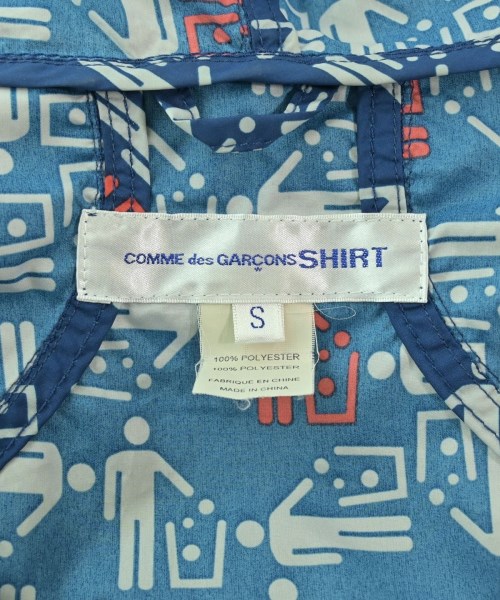 COMME des GARÇONS SHIRT
S
100% POLYESTER
100% POLYESTER
FABRIQUE EN CHINE
MADE IN CHINA